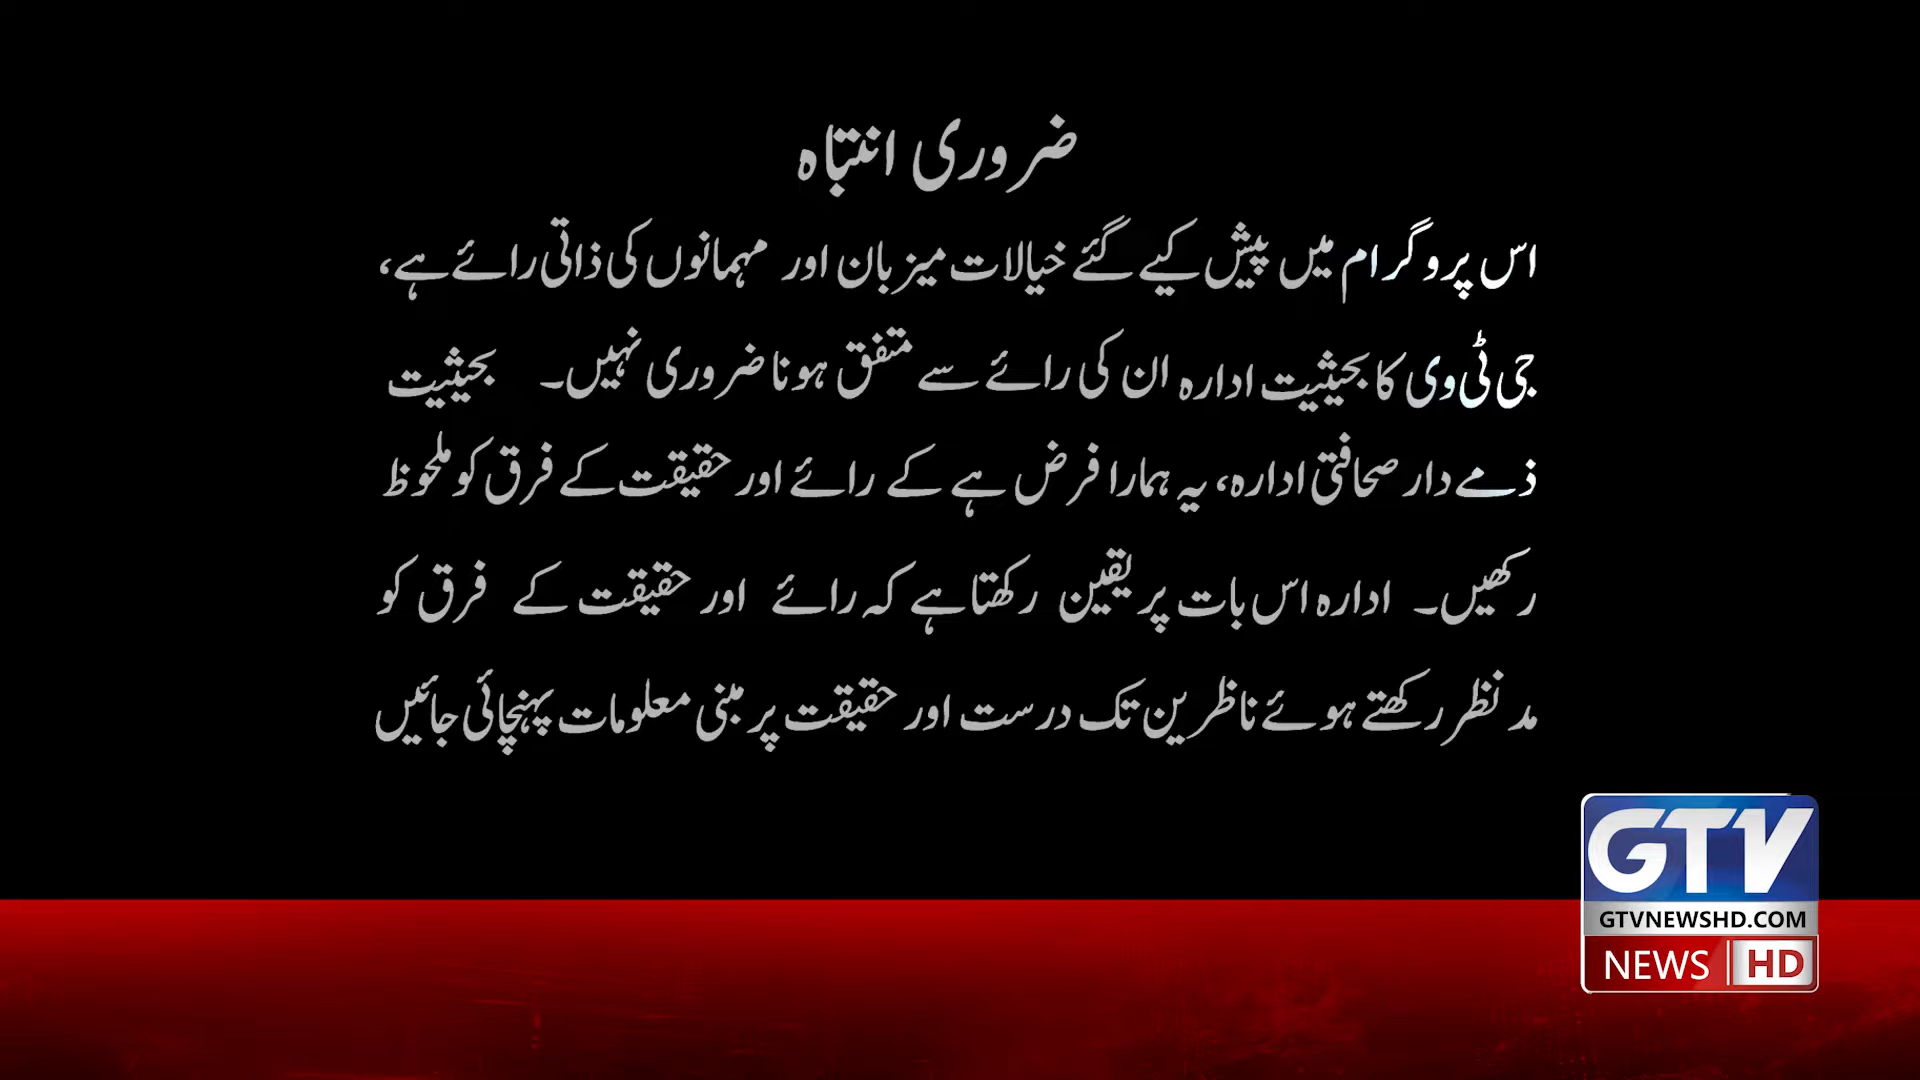 ضروری انتباہ
اس پروگرام میں پیش کیے گئے خیالات میزبان اور مہمانوں کی ذاتی رائے ہے،
جی ٹی وی کا بحیثیت ادارہ ان کی رائے سے متفق ہونا ضروری نہیں۔ بحیثیت
ذمے دار صحافتی ادارہ، یہ ہمارا فرض ہے کے رائے اور حقیقت کے فرق کو ملحوظ
رکھیں۔ ادارہ اس بات پر یقین رکھتا ہے کہ رائے اور حقیقت کے فرق کو
مد نظر رکھتے ہوئے ناظرین تک درست اور حقیقت پر مبنی معلومات پہنچائی جائیں
GTV
GTVNEWSHD.COM
NEWS HD